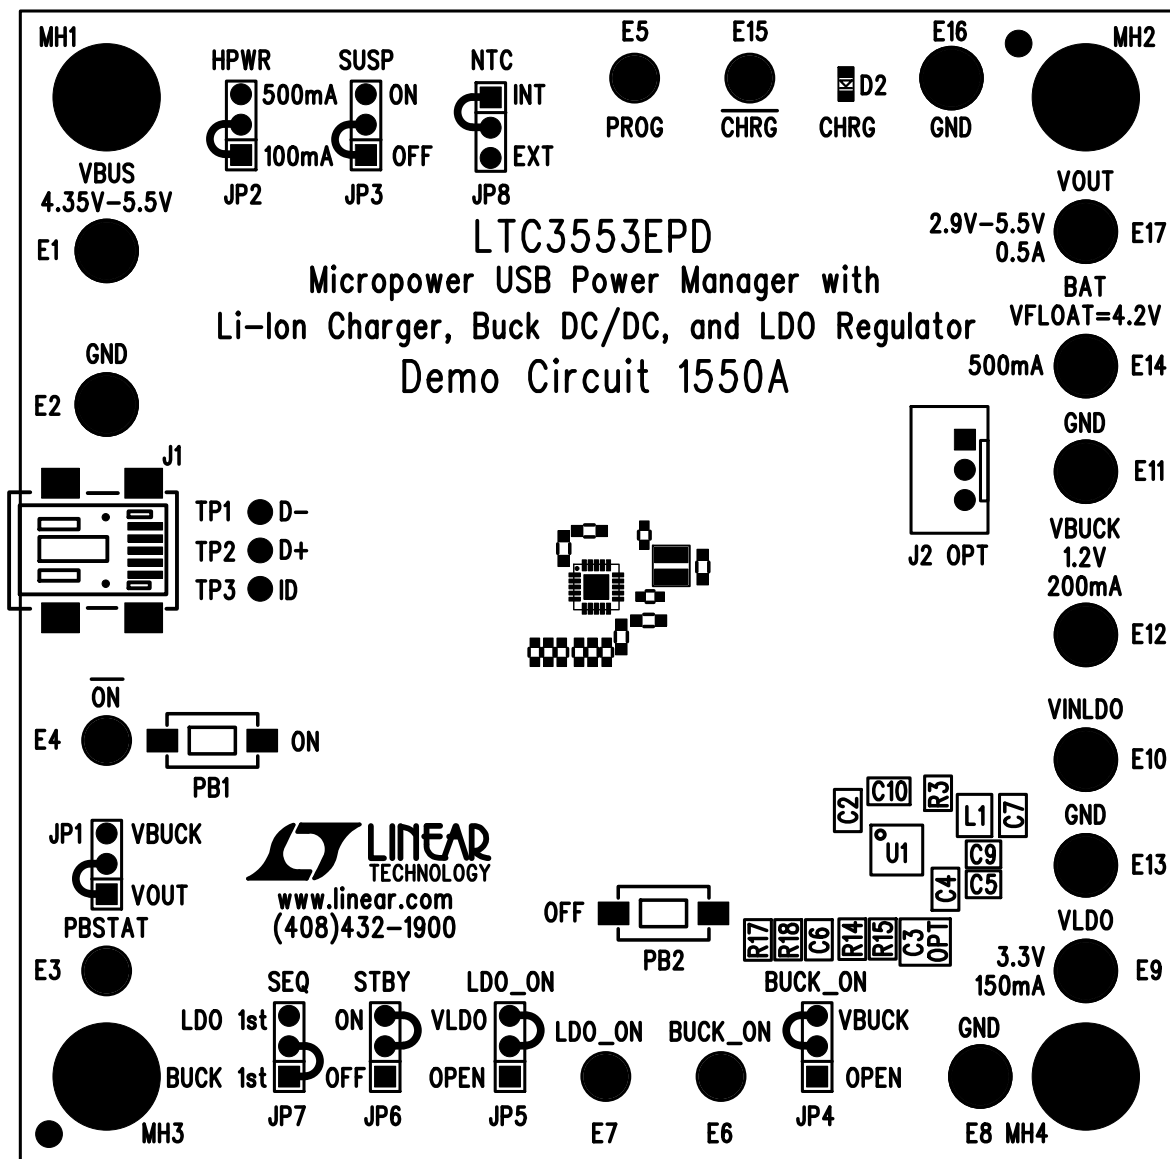 MH1
HPWR
SUSP
NTC
E5
E15
E16
MH2
500mA
ON
INT
D2
100mA
OFF
EXT
PROG
CHRG
CHRG
GND
JP2
JP3
JP8
VBUS
4.35V-5.5V
E1
VOUT
2.9V-5.5V
0.5A
E17
LTC3553EPD
Micropower USB Power Manager with
Li-Ion Charger, Buck DC/DC, and LDO Regulator
Demo Circuit 1550A
BAT
VFLOAT=4.2V
500mA
E14
GND
E2
GND
E11
J1
TP1 D-
TP2 D+
TP3 ID
J2 OPT
VBUCK
1.2V
200mA
E12
ON
E4
ON
PB1
VINLDO
E10
C2
C10
R3
L1
C7
U1
C9
C4
C5
GND
E13
JP1
VBUCK
VOUT
PBSTAT
E3
LINEAR
TECHNOLOGY
www.linear.com
(408)432-1900
OFF
PB2
R17
R18
C6
R14
R15
C3
OPT
VLDO
3.3V
150mA
E9
SEQ
STBY
LDO_ON
BUCK_ON
LDO 1st
ON
VLDO
LDO_ON
BUCK_ON
VBUCK
GND
BUCK 1st
OFF
OPEN
OPEN
JP7
JP6
JP5
JP4
MH3
E7
E6
E8
MH4